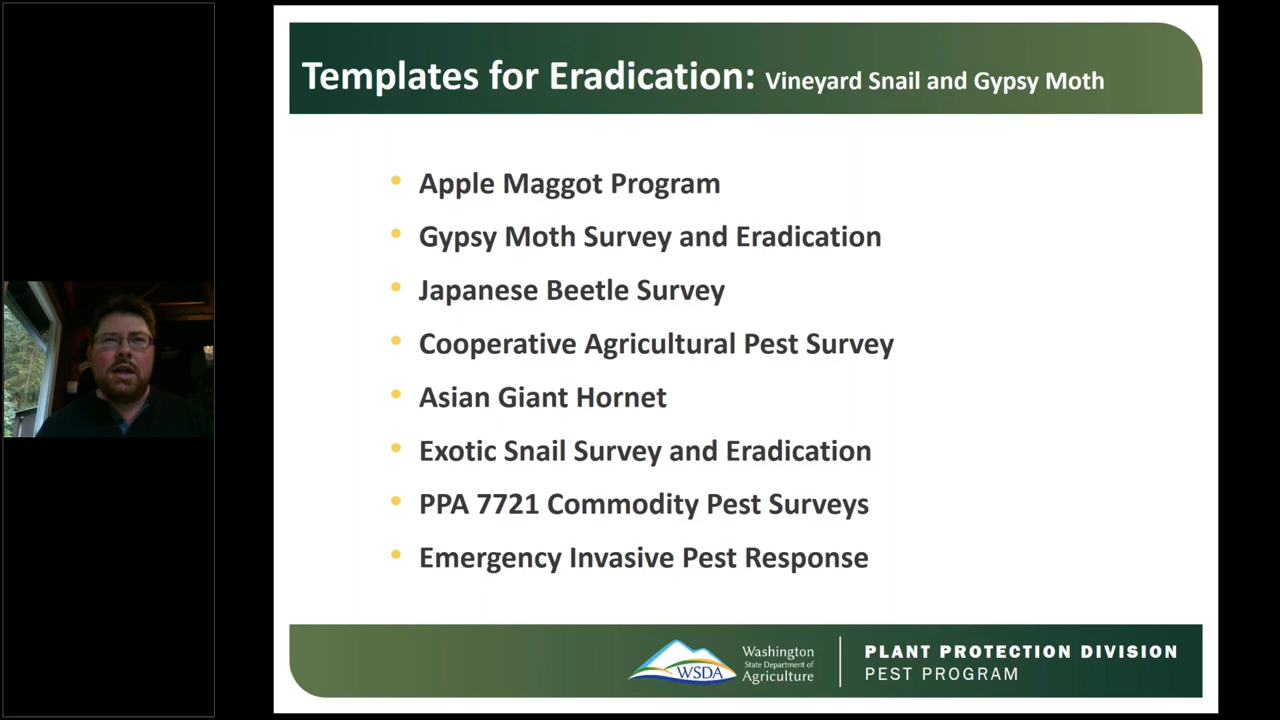 Templates for Eradication: Vineyard Snail and Gypsy Moth
• Apple Maggot Program
• Gypsy Moth Survey and Eradication
• Japanese Beetle Survey
• Cooperative Agricultural Pest Survey
• Asian Giant Hornet
• Exotic Snail Survey and Eradication
• PPA 7721 Commodity Pest Surveys
• Emergency Invasive Pest Response
WSDA
Washington
State Department of
Agriculture
PLANT PROTECTION DIVISION
PEST PROGRAM